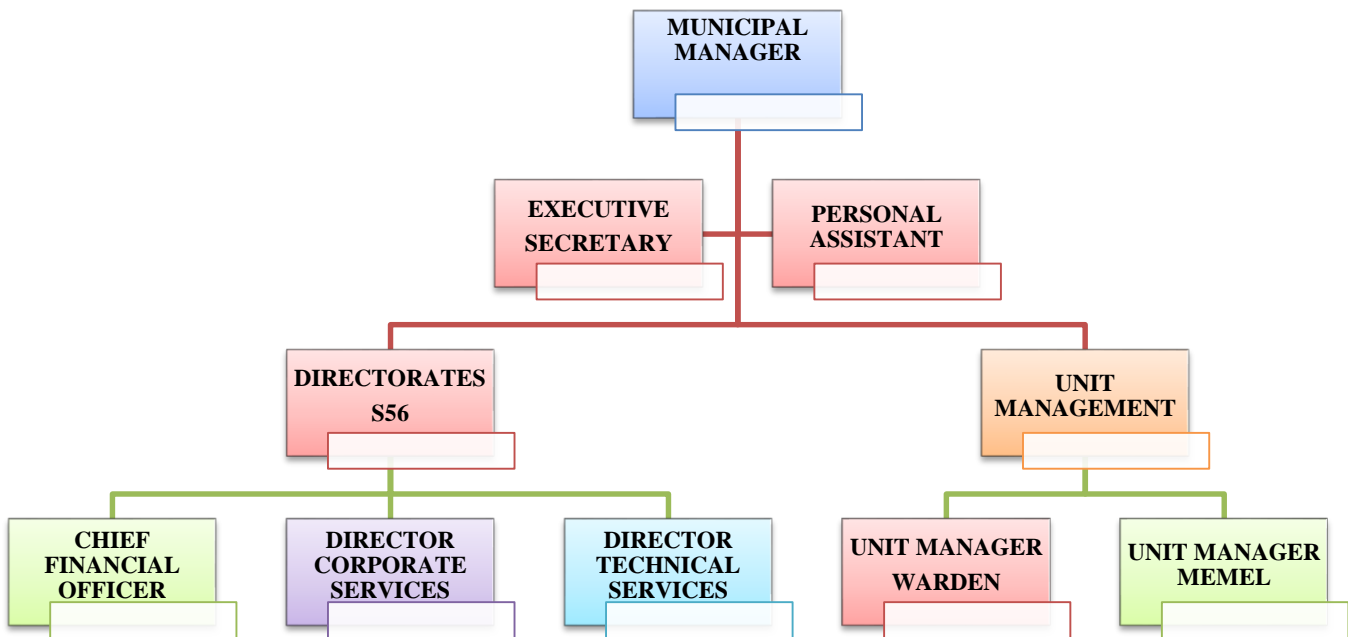 MUNICIPAL
MANAGER
EXECUTIVE
SECRETARY
PERSONAL
ASSISTANT
DIRECTORATES
S56
UNIT
MANAGEMENT
CHIEF
FINANCIAL
OFFICER
DIRECTOR
CORPORATE
SERVICES
DIRECTOR
TECHNICAL
SERVICES
UNIT MANAGER
WARDEN
UNIT MANAGER
MEMEL